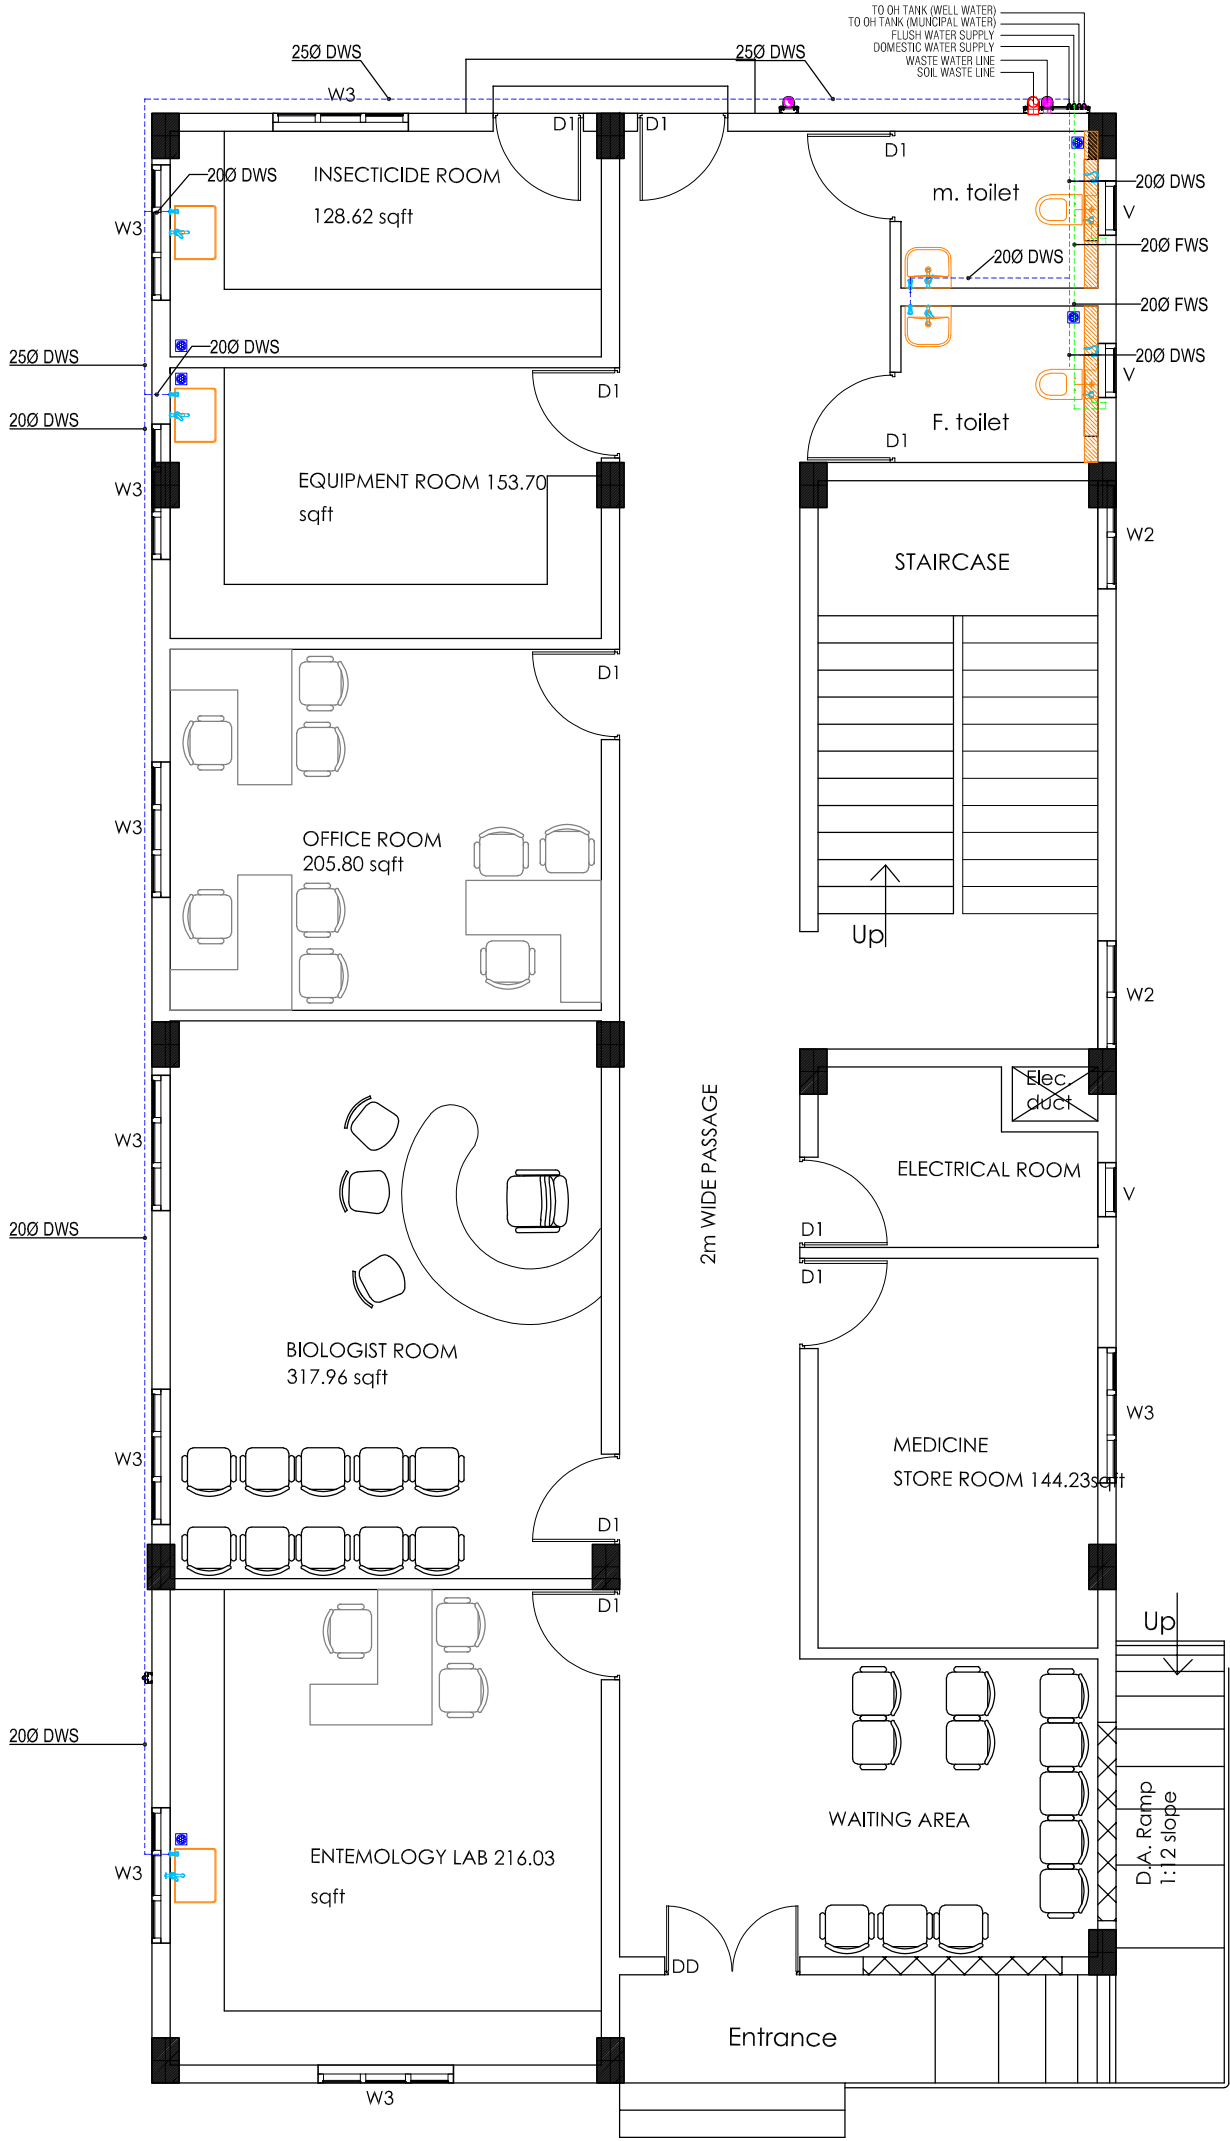 TO OH TANK (WELL WATER)
TO OH TANK (MUNCIPAL WATER)
FLUSH WATER SUPPLY
DOMESTIC WATER SUPPLY
WASTE WATER LINE
SOIL WASTE LINE
25Ø DWS
25Ø DWS
W3
D1
D1
D1
INSECTICIDE ROOM
128.62 sqft
20Ø DWS
W3
m. toilet
20Ø DWS
V
20Ø FWS
20Ø DWS
20Ø FWS
20Ø DWS
25Ø DWS
20Ø DWS
V
D1
F. toilet
D1
20Ø DWS
EQUIPMENT ROOM 153.70
sqft
W3
W2
STAIRCASE
D1
OFFICE ROOM
205.80 sqft
W3
Up
W2
Elec.
duct
2m WIDE PASSAGE
W3
ELECTRICAL ROOM
V
20Ø DWS
D1
D1
BIOLOGIST ROOM
317.96 sqft
W3
MEDICINE
STORE ROOM 144.23sqft
W3
D1
D1
Up
20Ø DWS
WAITING AREA
D.A. Ramp
1:12 slope
ENTEMOLOGY LAB 216.03
sqft
W3
DD
Entrance
W3